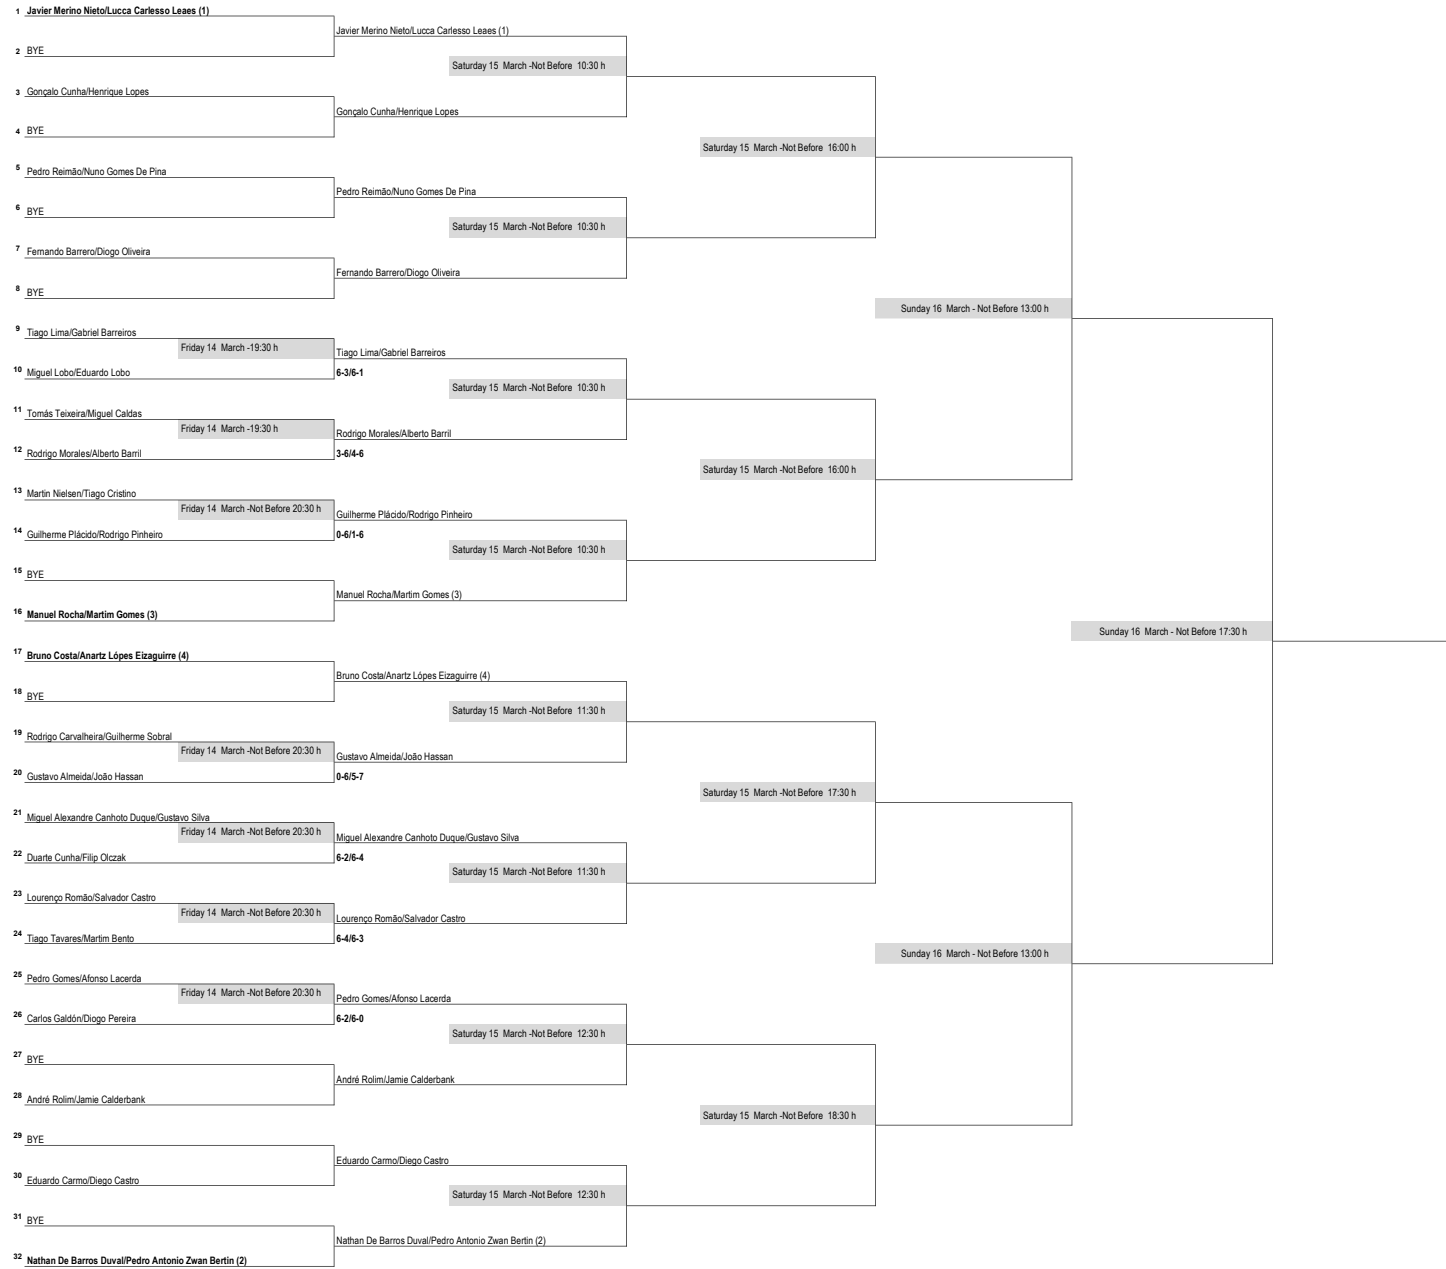 1 Javier Merino Nieto/Lucca Carlesso Leaes (1)
Javier Merino Nieto/Lucca Carlesso Leaes (1)
2 BYE
Saturday 15 March -Not Before 10:30 h
3 Gonçalo Cunha/Henrique Lopes
Gonçalo Cunha/Henrique Lopes
4 BYE
Saturday 15 March -Not Before 16:00 h
5 Pedro Reimão/Nuno Gomes De Pina
Pedro Reimão/Nuno Gomes De Pina
6 BYE
Saturday 15 March -Not Before 10:30 h
7 Fernando Barrero/Diogo Oliveira
Fernando Barrero/Diogo Oliveira
8 BYE
Sunday 16 March - Not Before 13:00 h
9 Tiago Lima/Gabriel Barreiros
Friday 14 March -19:30 h
Tiago Lima/Gabriel Barreiros
10 Miguel Lobo/Eduardo Lobo
6-3/6-1
Saturday 15 March -Not Before 10:30 h
11 Tomás Teixeira/Miguel Caldas
Friday 14 March -19:30 h
Rodrigo Morales/Alberto Barril
12 Rodrigo Morales/Alberto Barril
3-6/4-6
Saturday 15 March -Not Before 16:00 h
13 Martin Nielsen/Tiago Cristino
Friday 14 March -Not Before 20:30 h
Guilherme Plácido/Rodrigo Pinheiro
14 Guilherme Plácido/Rodrigo Pinheiro
0-6/1-6
Saturday 15 March -Not Before 10:30 h
15 BYE
Manuel Rocha/Martim Gomes (3)
16 Manuel Rocha/Martim Gomes (3)
Sunday 16 March - Not Before 17:30 h
17 Bruno Costa/Anartz Lópes Eizaguirre (4)
Bruno Costa/Anartz Lópes Eizaguirre (4)
18 BYE
Saturday 15 March -Not Before 11:30 h
19 Rodrigo Carvalheira/Guilherme Sobral
Friday 14 March -Not Before 20:30 h
Gustavo Almeida/João Hassan
20 Gustavo Almeida/João Hassan
0-6/5-7
Saturday 15 March -Not Before 17:30 h
21 Miguel Alexandre Canhoto Duque/Gustavo Silva
Friday 14 March -Not Before 20:30 h
Miguel Alexandre Canhoto Duque/Gustavo Silva
22 Duarte Cunha/Filip Olczak
6-2/6-4
Saturday 15 March -Not Before 11:30 h
23 Lourenço Romão/Salvador Castro
Friday 14 March -Not Before 20:30 h
Lourenço Romão/Salvador Castro
24 Tiago Tavares/Martim Bento
6-4/6-3
Sunday 16 March - Not Before 13:00 h
25 Pedro Gomes/Afonso Lacerda
Friday 14 March -Not Before 20:30 h
Pedro Gomes/Afonso Lacerda
26 Carlos Galdón/Diogo Pereira
6-2/6-0
Saturday 15 March -Not Before 12:30 h
27 BYE
André Rolim/Jamie Calderbank
28 André Rolim/Jamie Calderbank
Saturday 15 March -Not Before 18:30 h
29 BYE
Eduardo Carmo/Diego Castro
30 Eduardo Carmo/Diego Castro
Saturday 15 March -Not Before 12:30 h
31 BYE
Nathan De Barros Duval/Pedro Antonio Zwan Bertin (2)
32 Nathan De Barros Duval/Pedro Antonio Zwan Bertin (2)